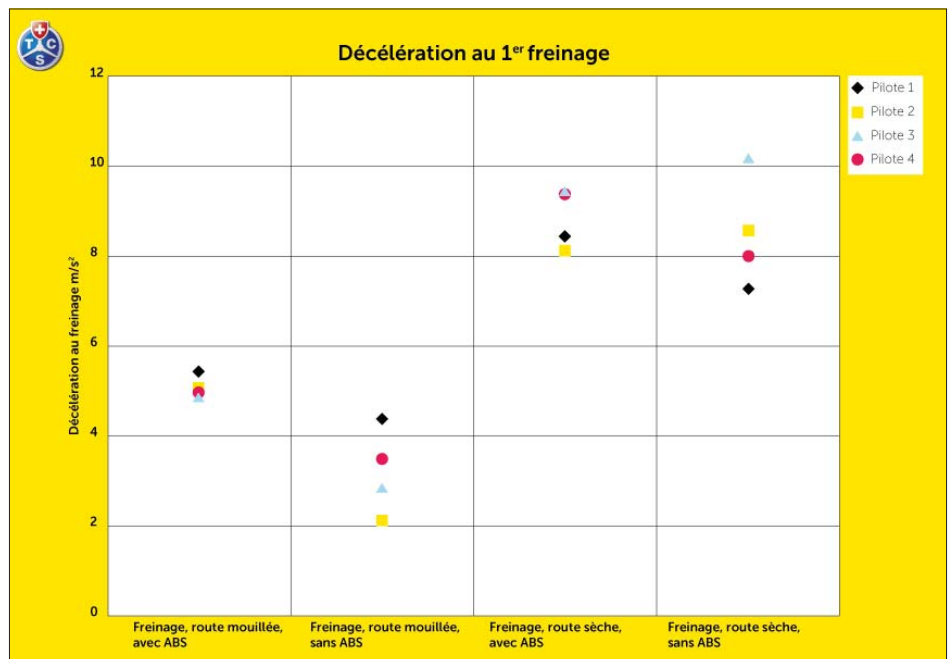 T C S
Décélération au 1er freinage
Pilote 1
Pilote 2
Pilote 3
Pilote 4
Décélération au freinage m/s²
12
10
8
6
4
2
0
Freinage, route mouillée,
avec ABS
Freinage, route mouillée,
sans ABS
Freinage, route sèche,
avec ABS
Freinage, route sèche,
sans ABS